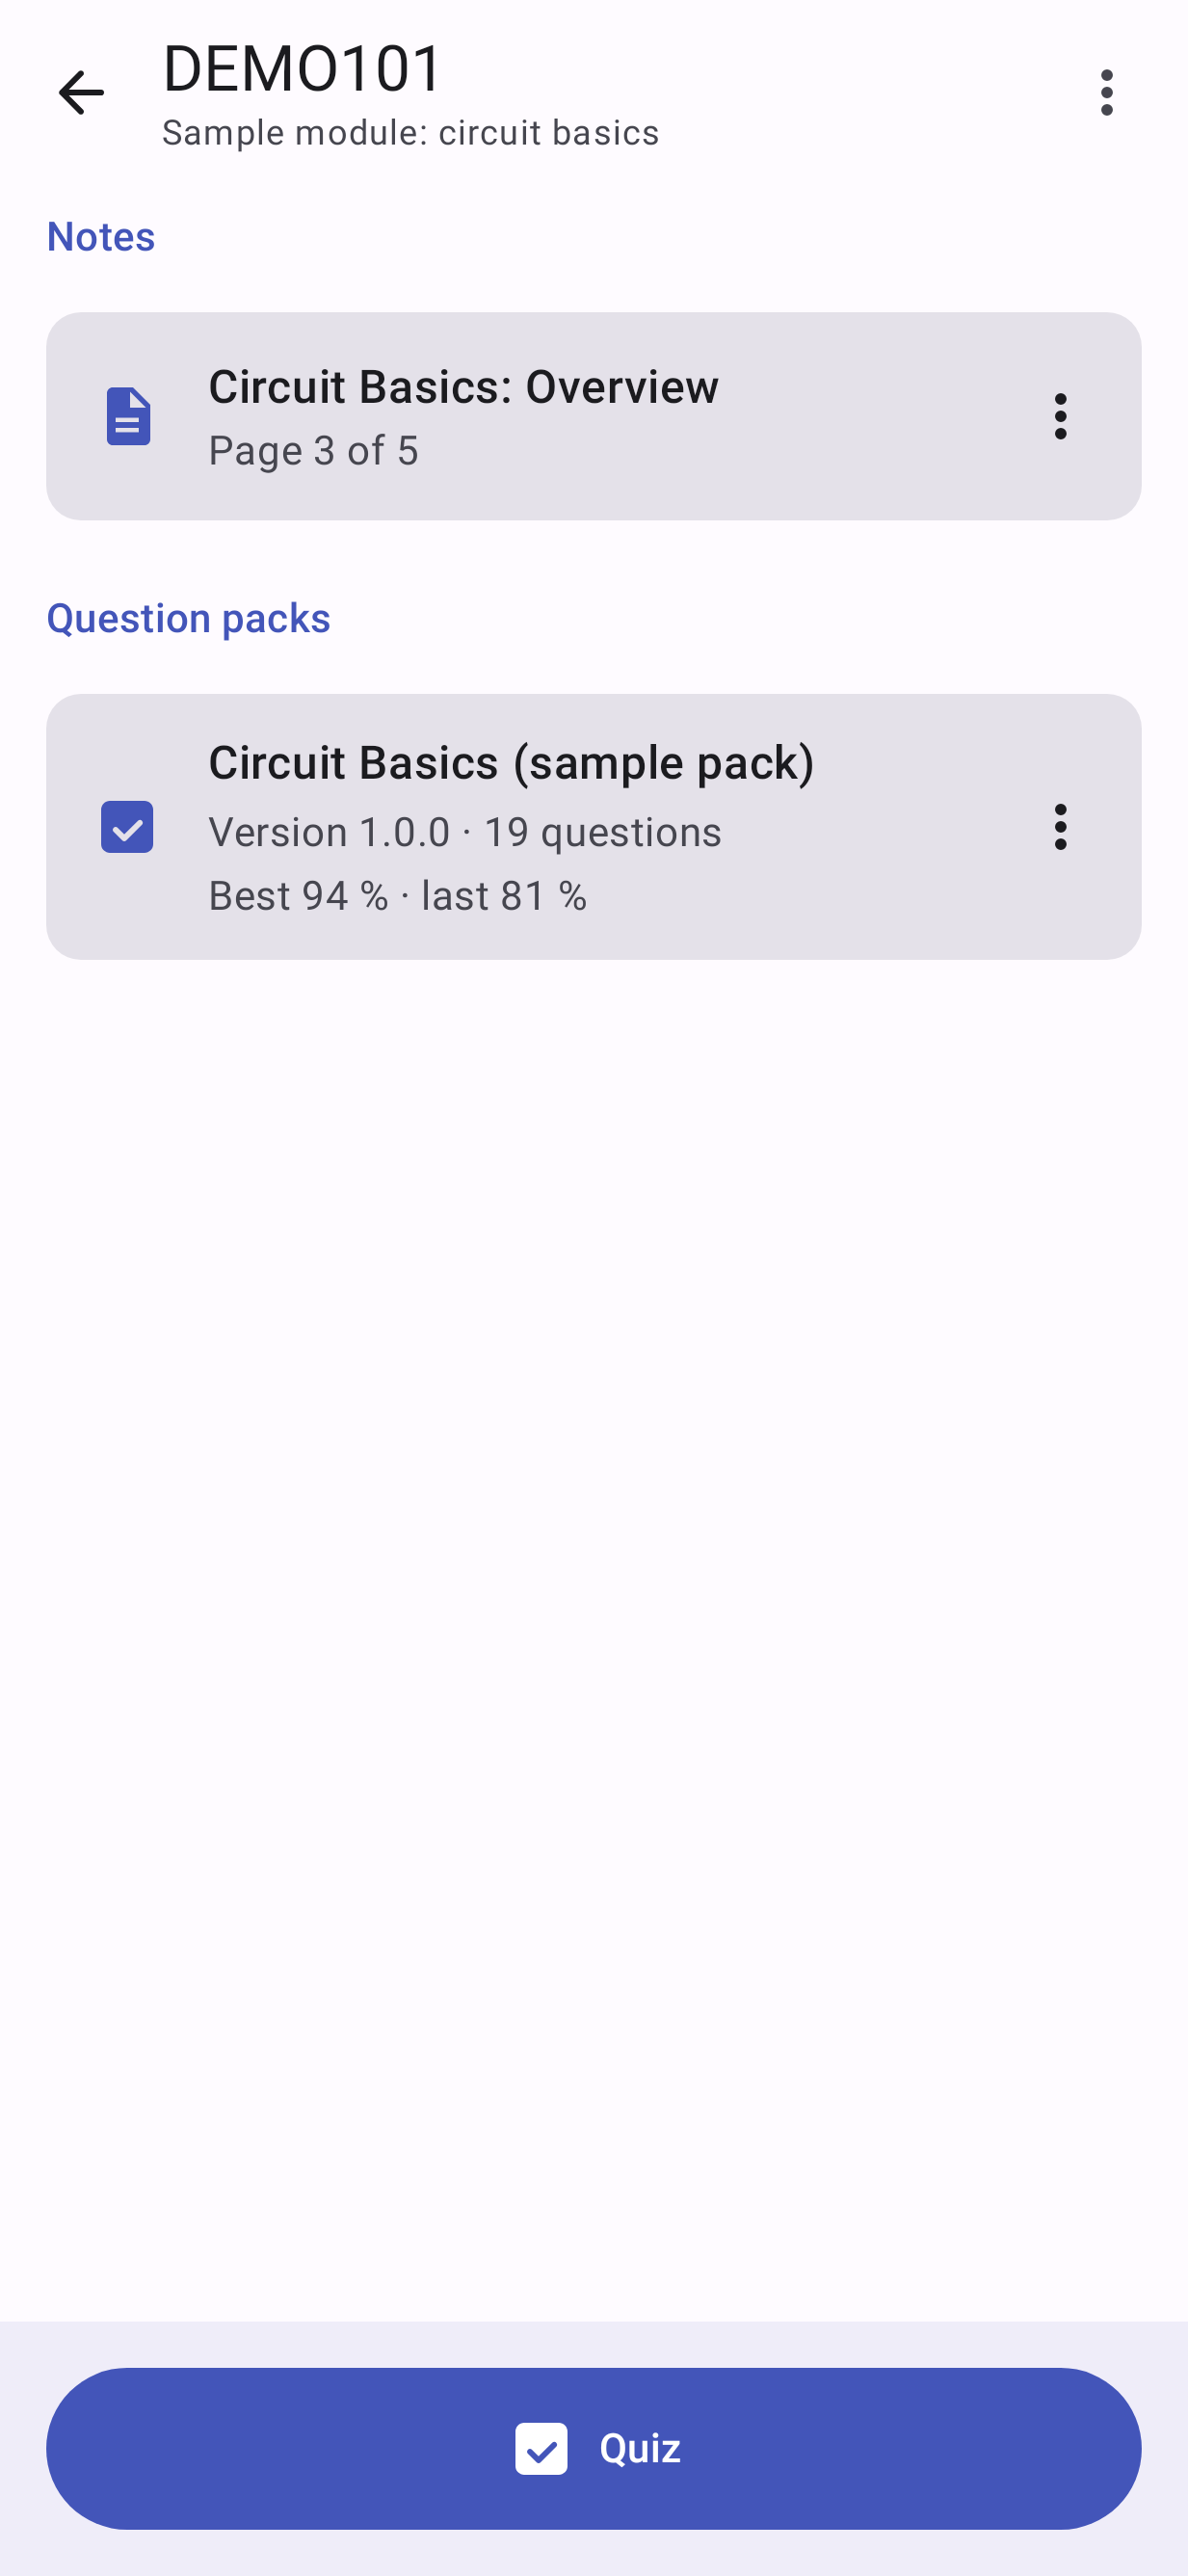 DEMO101
Sample module: circuit basics
Notes
Circuit Basics: Overview
Page 3 of 5
Question packs
Circuit Basics (sample pack)
Version 1.0.0 · 19 questions
Best 94 % · last 81 %
Quiz